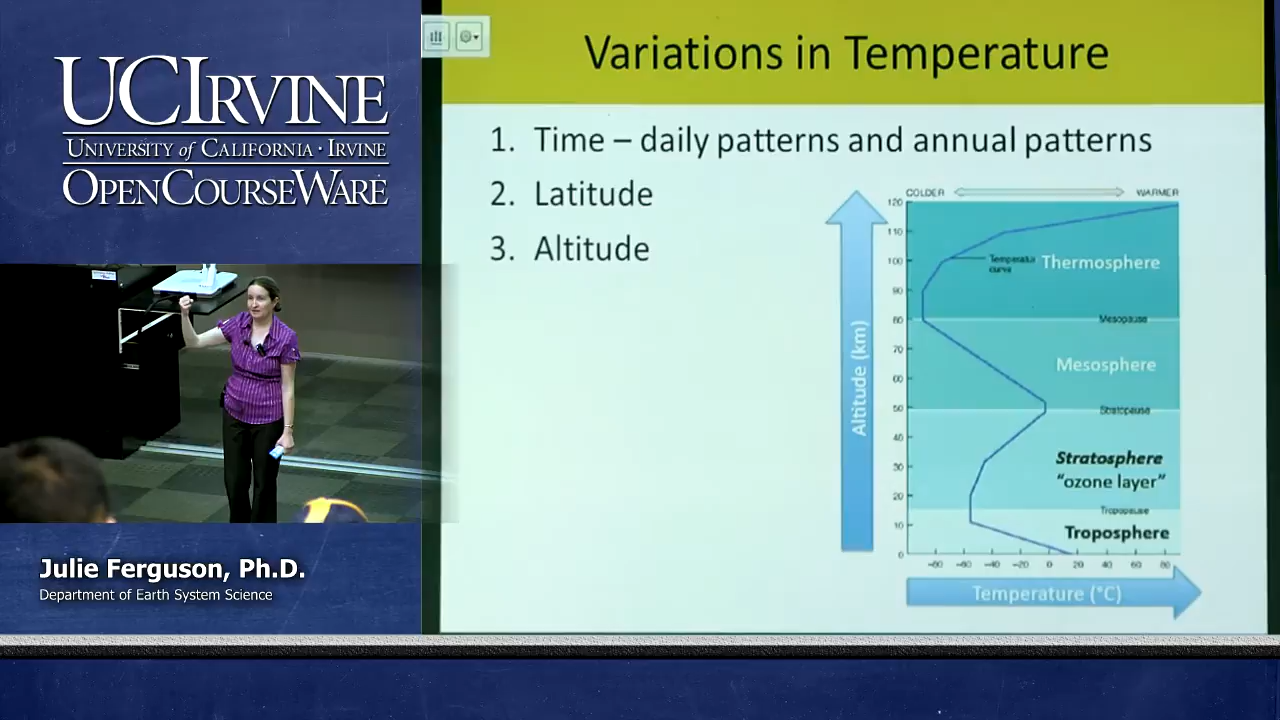 UCIRVINE
UNIVERSITY of CALIFORNIA · IRVINE
OPENCOURSEWARE
Julie Ferguson, Ph.D.
Department of Earth System Science
Variations in Temperature
1. Time – daily patterns and annual patterns
2. Latitude
3. Altitude
COLDER WARMER
120
110
100
90
80
70
60
50
40
30
20
10
0
Temperature curve
Thermosphere
Mesopause
Mesosphere
Stratopause
Stratosphere
"ozone layer"
Tropopause
Troposphere
-60 -40 -20 0 20 40 60 80
Altitude (km)
Temperature (°C)